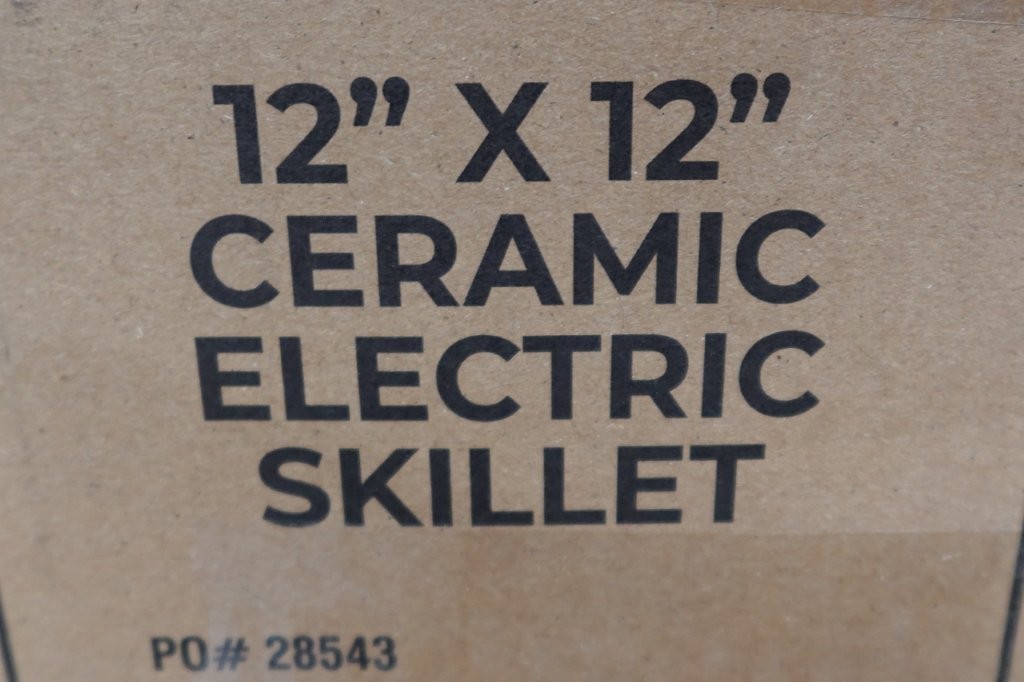 12” X 12”
CERAMIC
ELECTRIC
SKILLET
PO# 28543